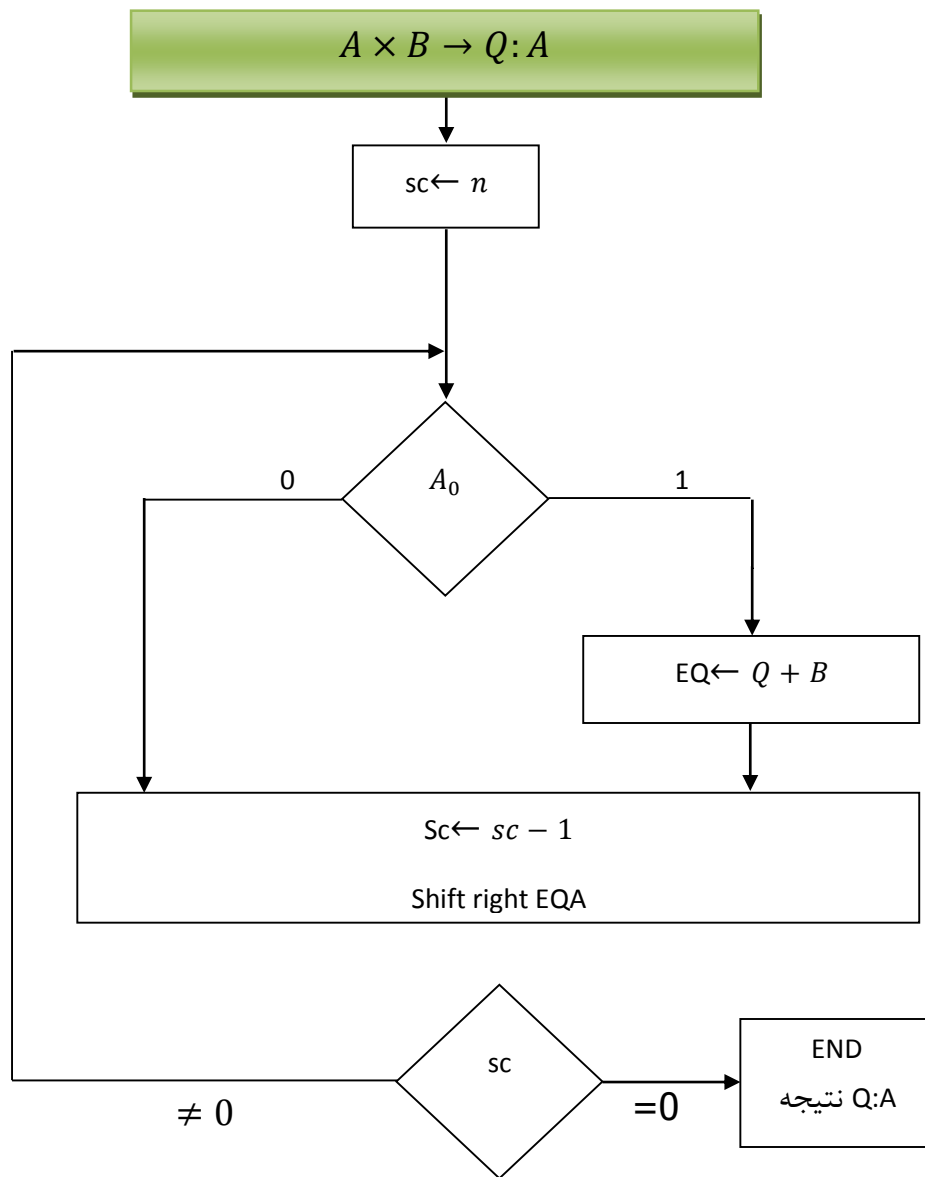 A × B → Q: A
sc← n
A₀
0
1
EQ← Q + B
Sc← sc − 1
Shift right EQA
sc
≠ 0
=0
END
نتیجه Q:A